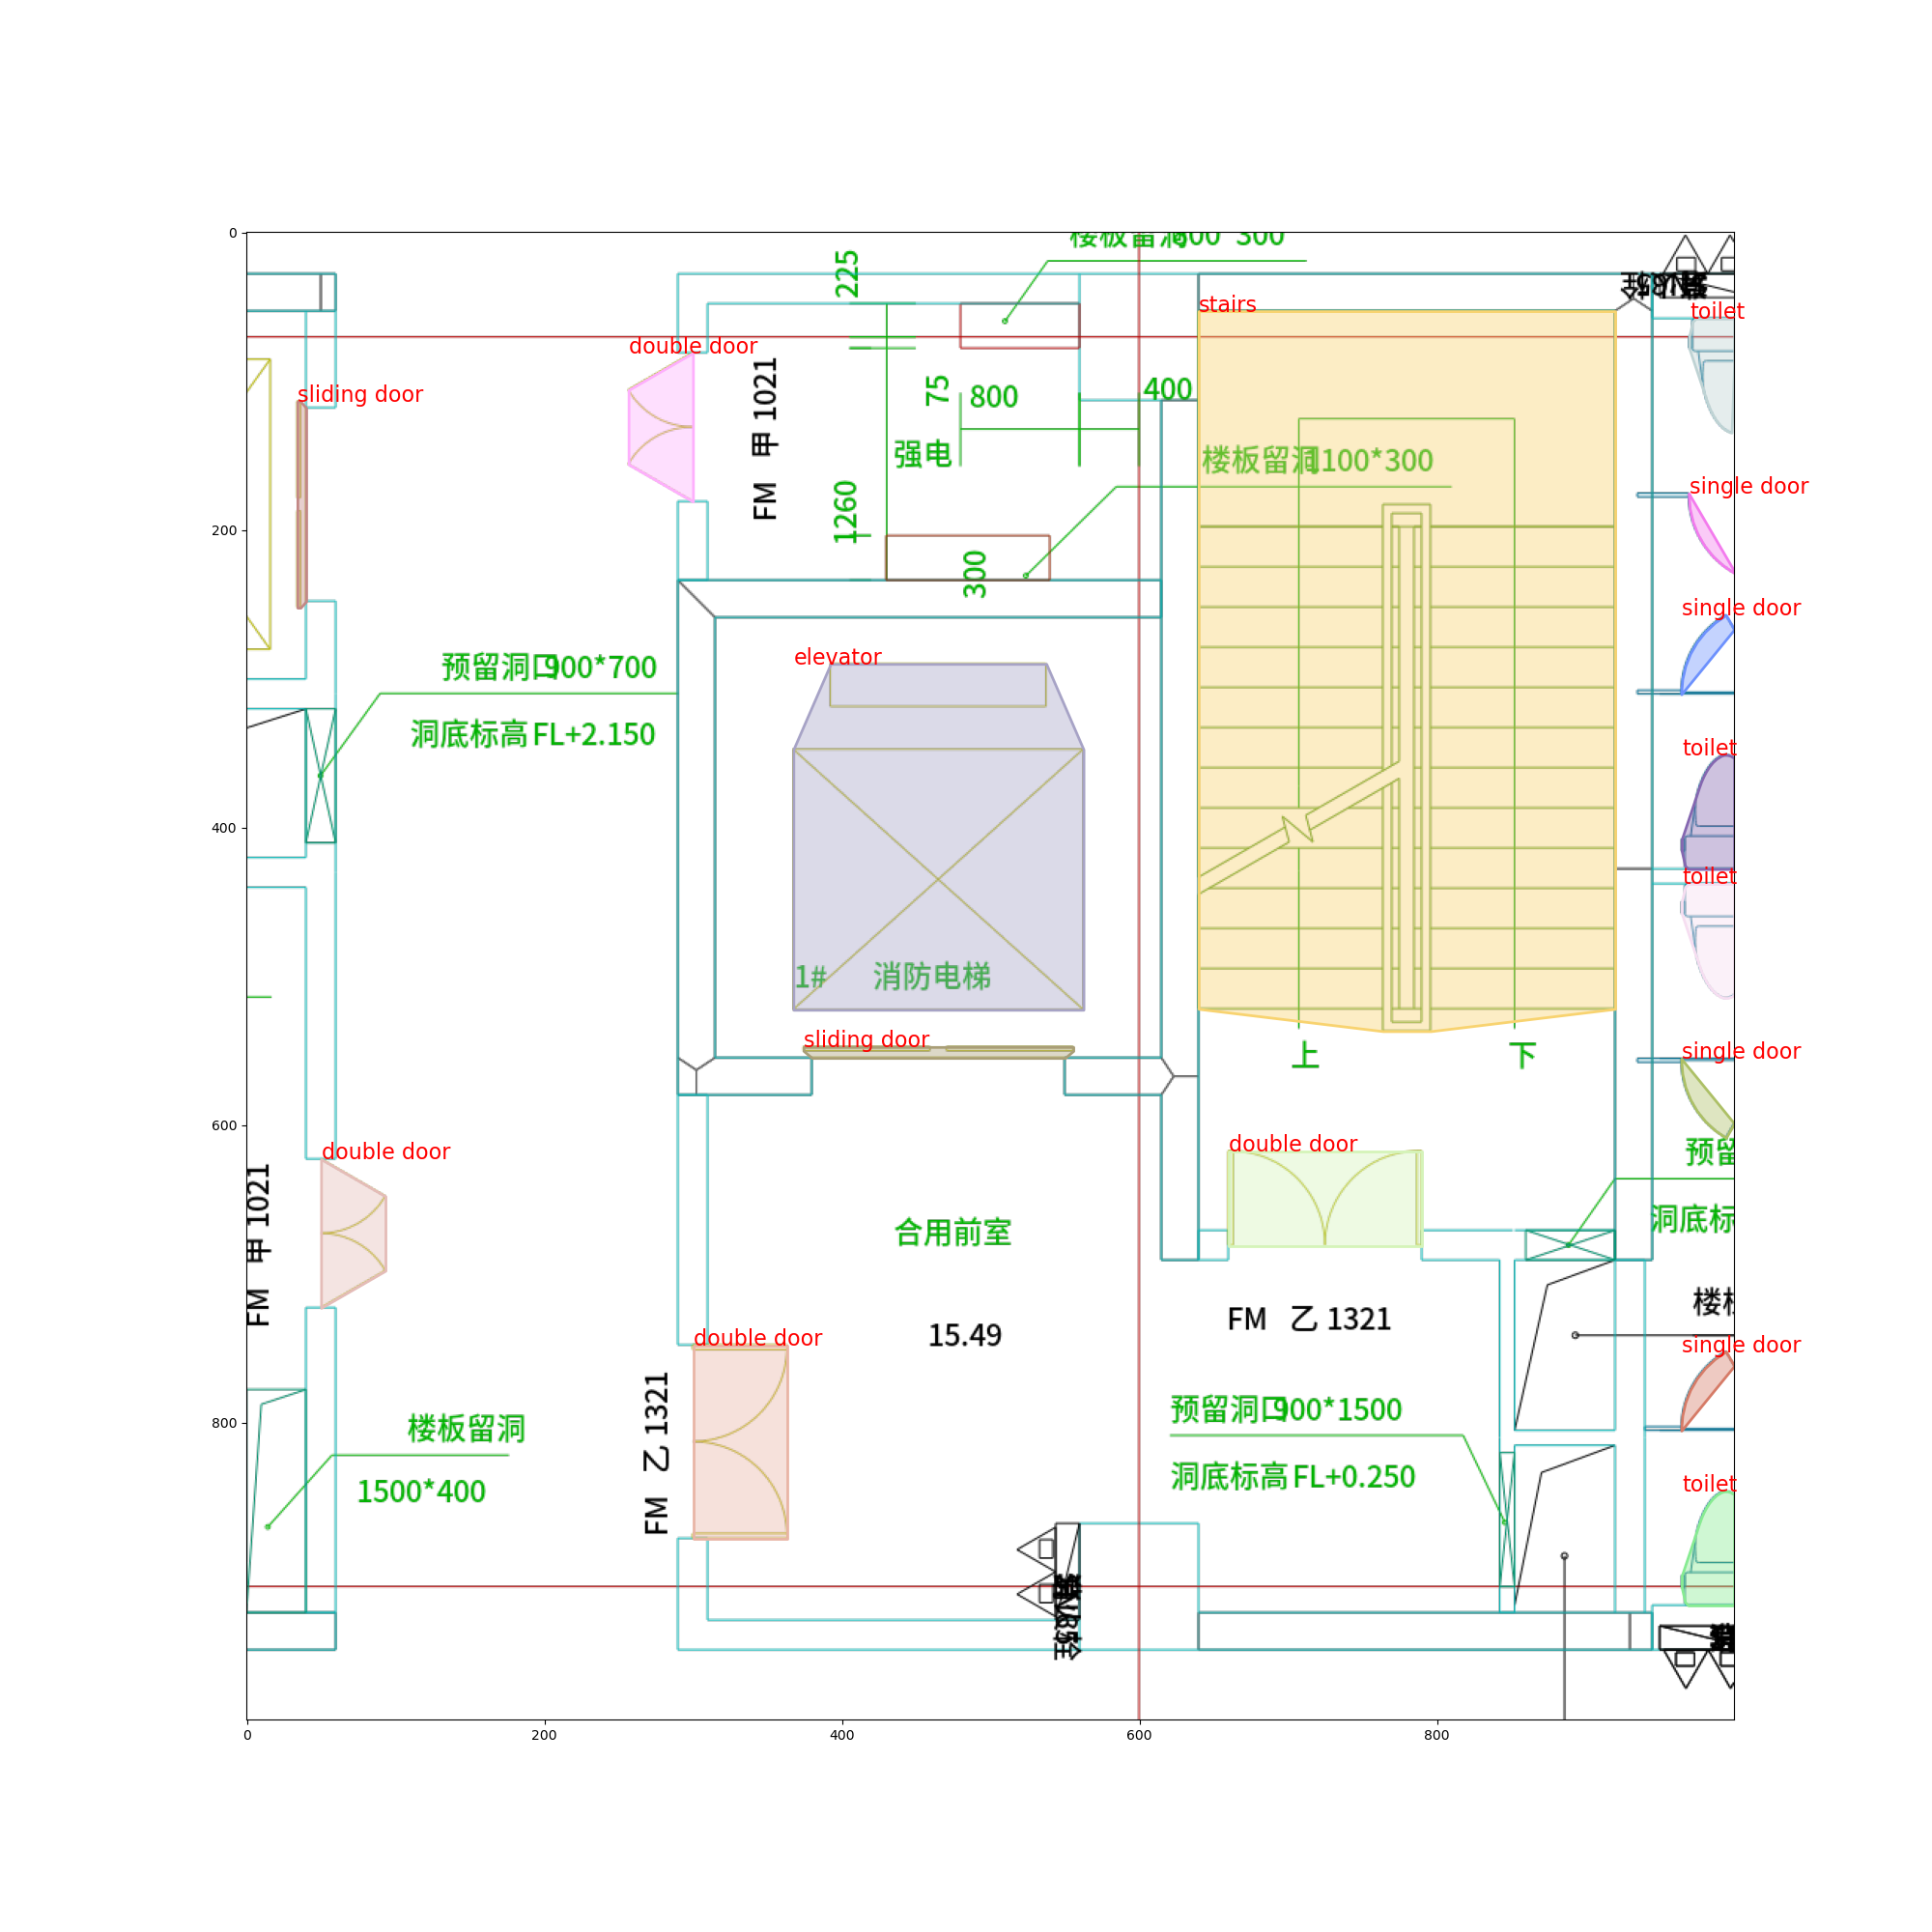 0
200
400
600
800
0
200
400
600
800
楼板留洞 800*300
225
stairs
toilet
double door
sliding door
FM 甲 1021
75
800
400
强电
楼板留洞1100*300
single door
1260
300
single door
预留洞口900*700
elevator
洞底标高FL+2.150
toilet
toilet
1# 消防电梯
sliding door
上
下
single door
double door
double door
预留
FM 甲 1021
合用前室
洞底标
楼板
FM 乙 1321
15.49
double door
single door
FM 乙 1321
预留洞口900*1500
楼板留洞
洞底标高FL+0.250
1500*400
toilet